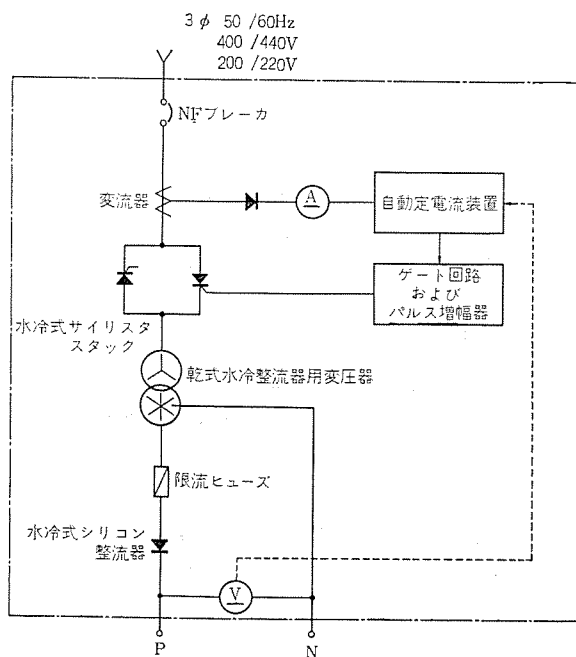 3φ 50/60Hz
400/440V
200/220V
NFブレーカ
変流器
A
自動定電流装置
ゲート回路
および
パルス増幅器
水冷式サイリスタ
スタック
乾式水冷整流器用変圧器
限流ヒューズ
水冷式シリコン
整流器
V
P
N